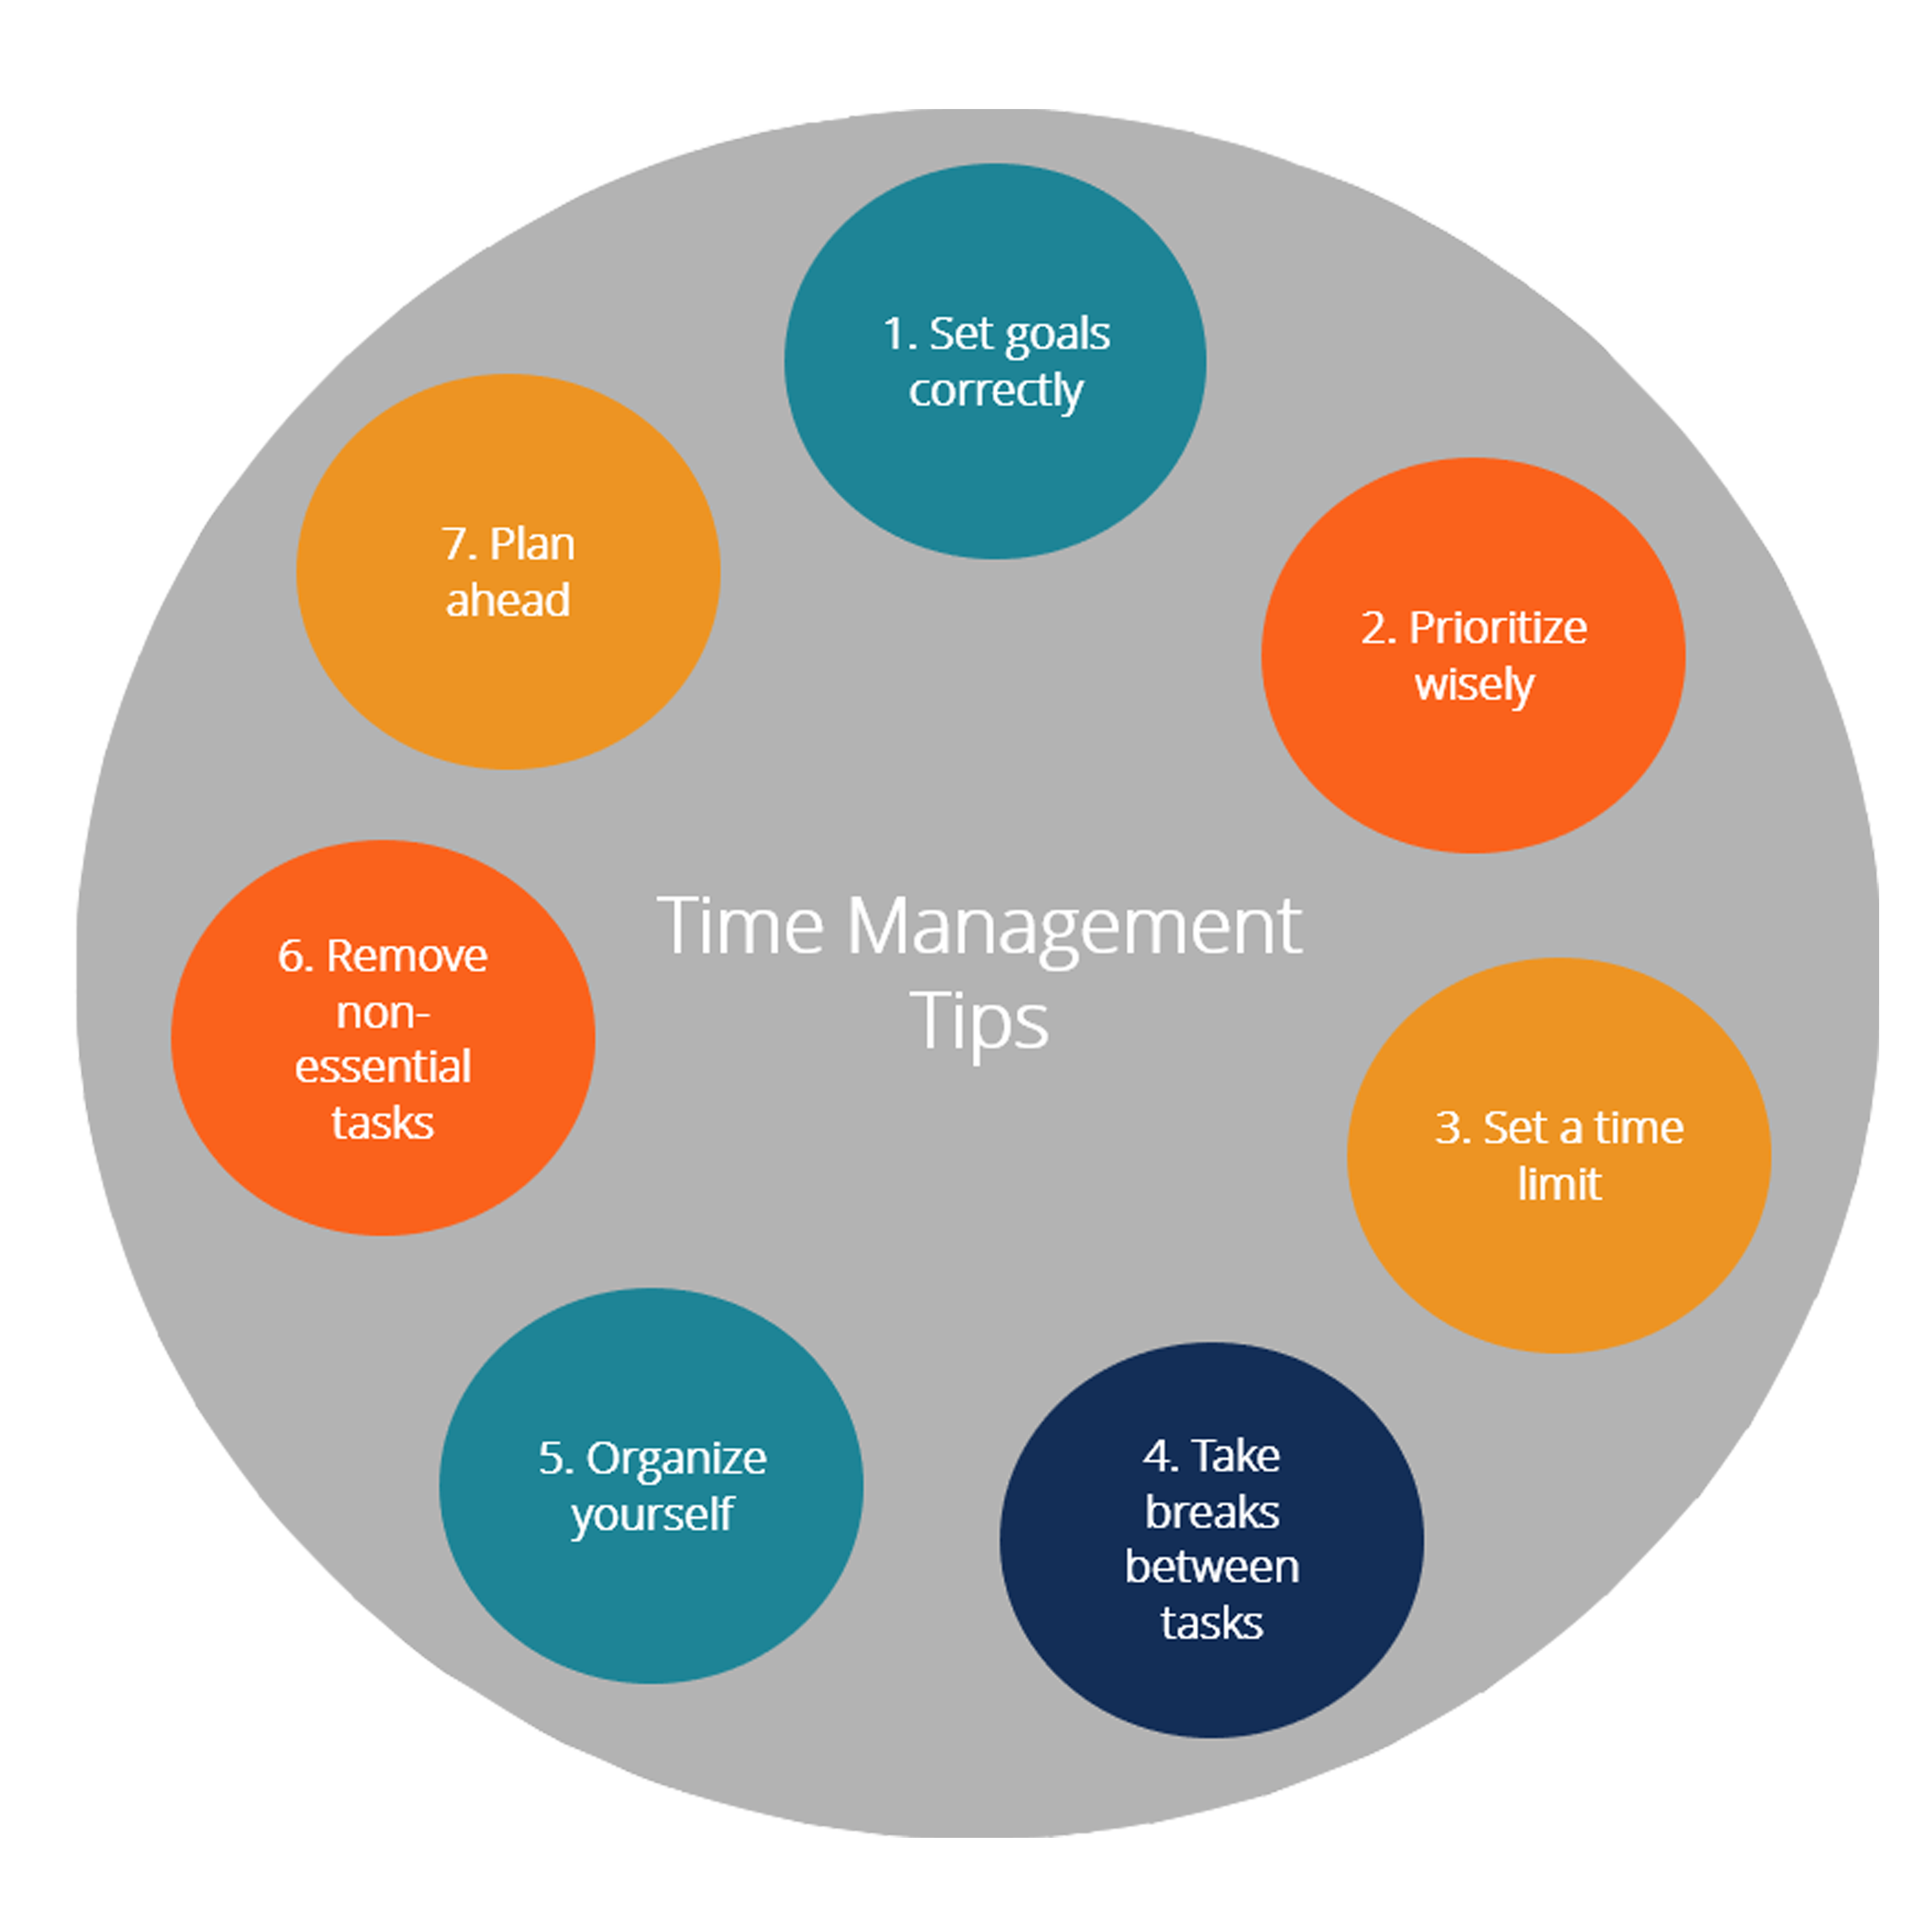 Time Management
Tips
1. Set goals
correctly
2. Prioritize
wisely
3. Set a time
limit
4. Take
breaks
between
tasks
5. Organize
yourself
6. Remove
non-
essential
tasks
7. Plan
ahead